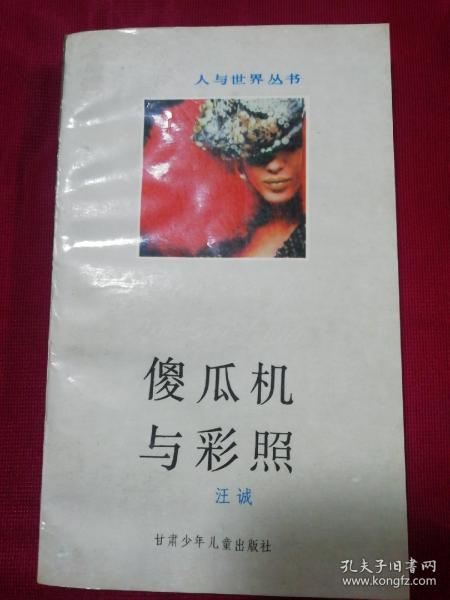 人与世界丛书
傻瓜机
与彩照
汪诚
甘肃少年儿童出版社
孔夫子旧书网
www.kongfz.com